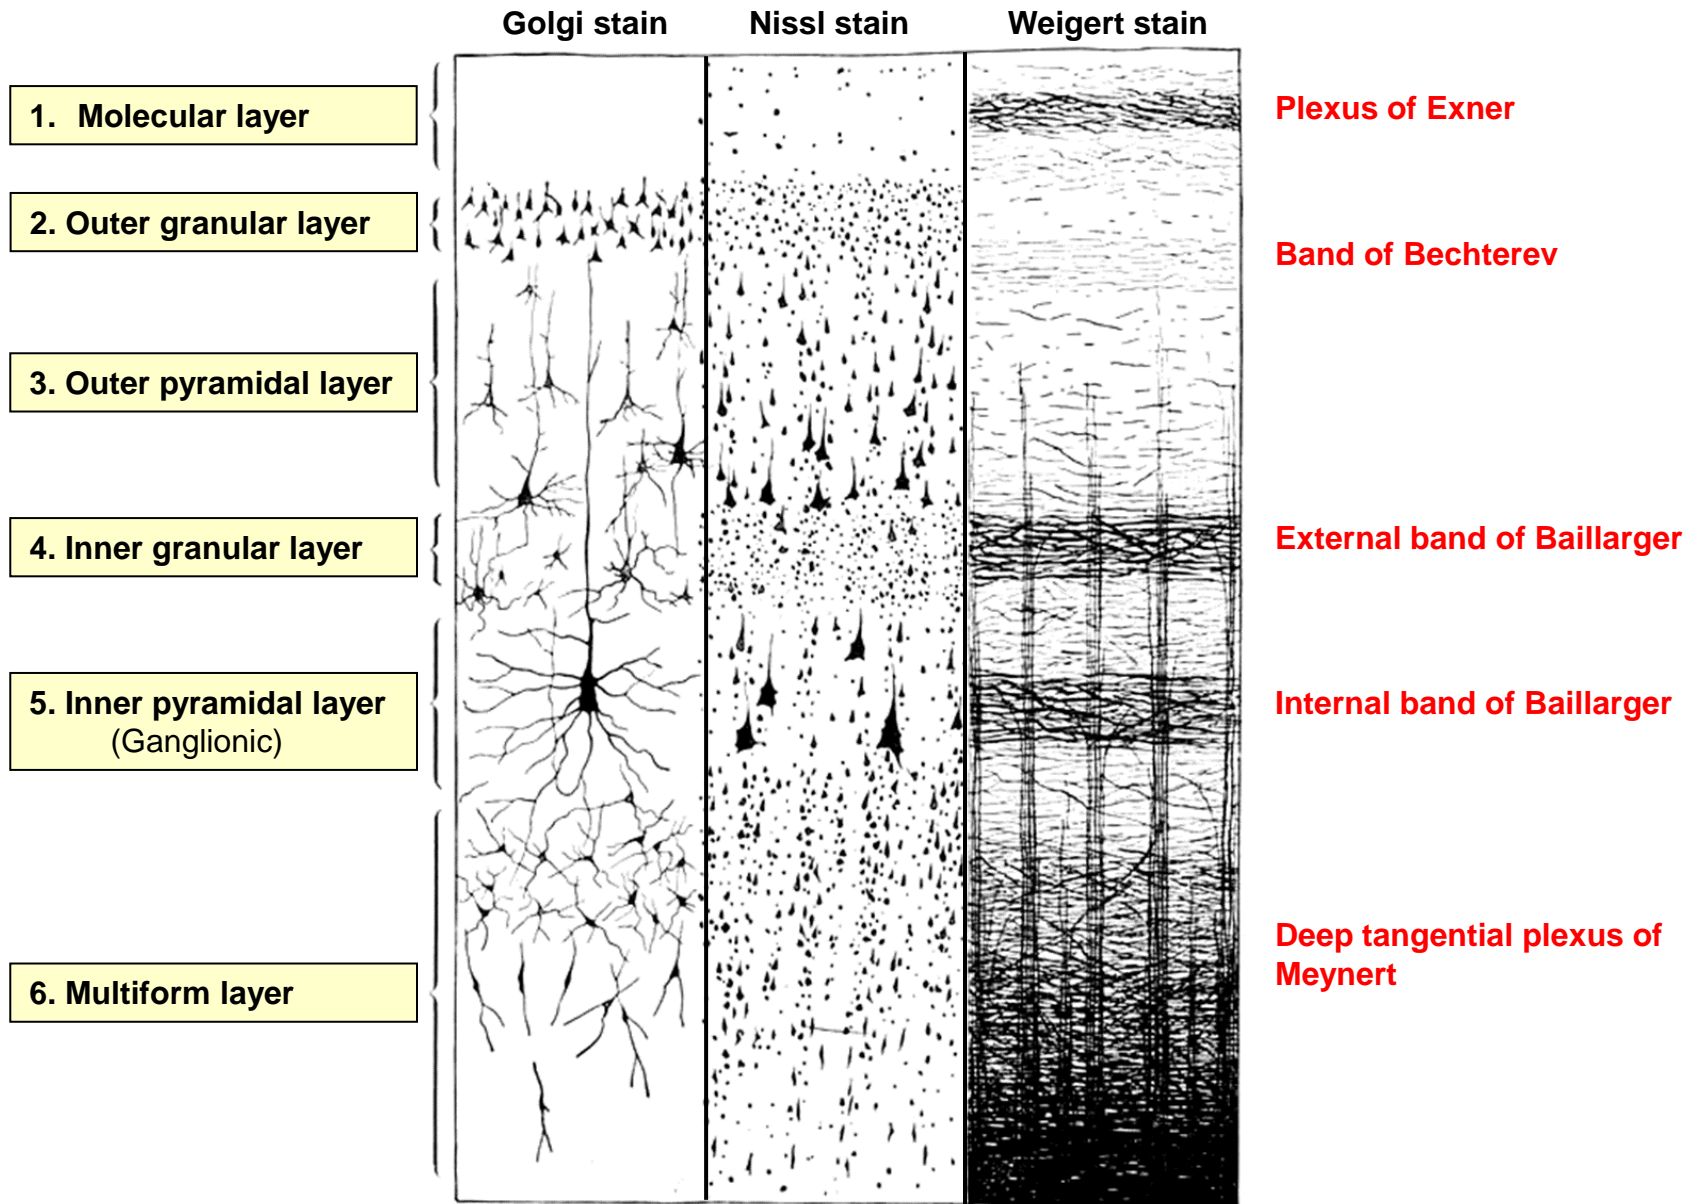 Golgi stain Nissl stain Weigert stain
1. Molecular layer
Plexus of Exner
2. Outer granular layer
Band of Bechterev
3. Outer pyramidal layer
4. Inner granular layer
External band of Baillarger
5. Inner pyramidal layer
(Ganglionic)
Internal band of Baillarger
Deep tangential plexus of
Meynert
6. Multiform layer